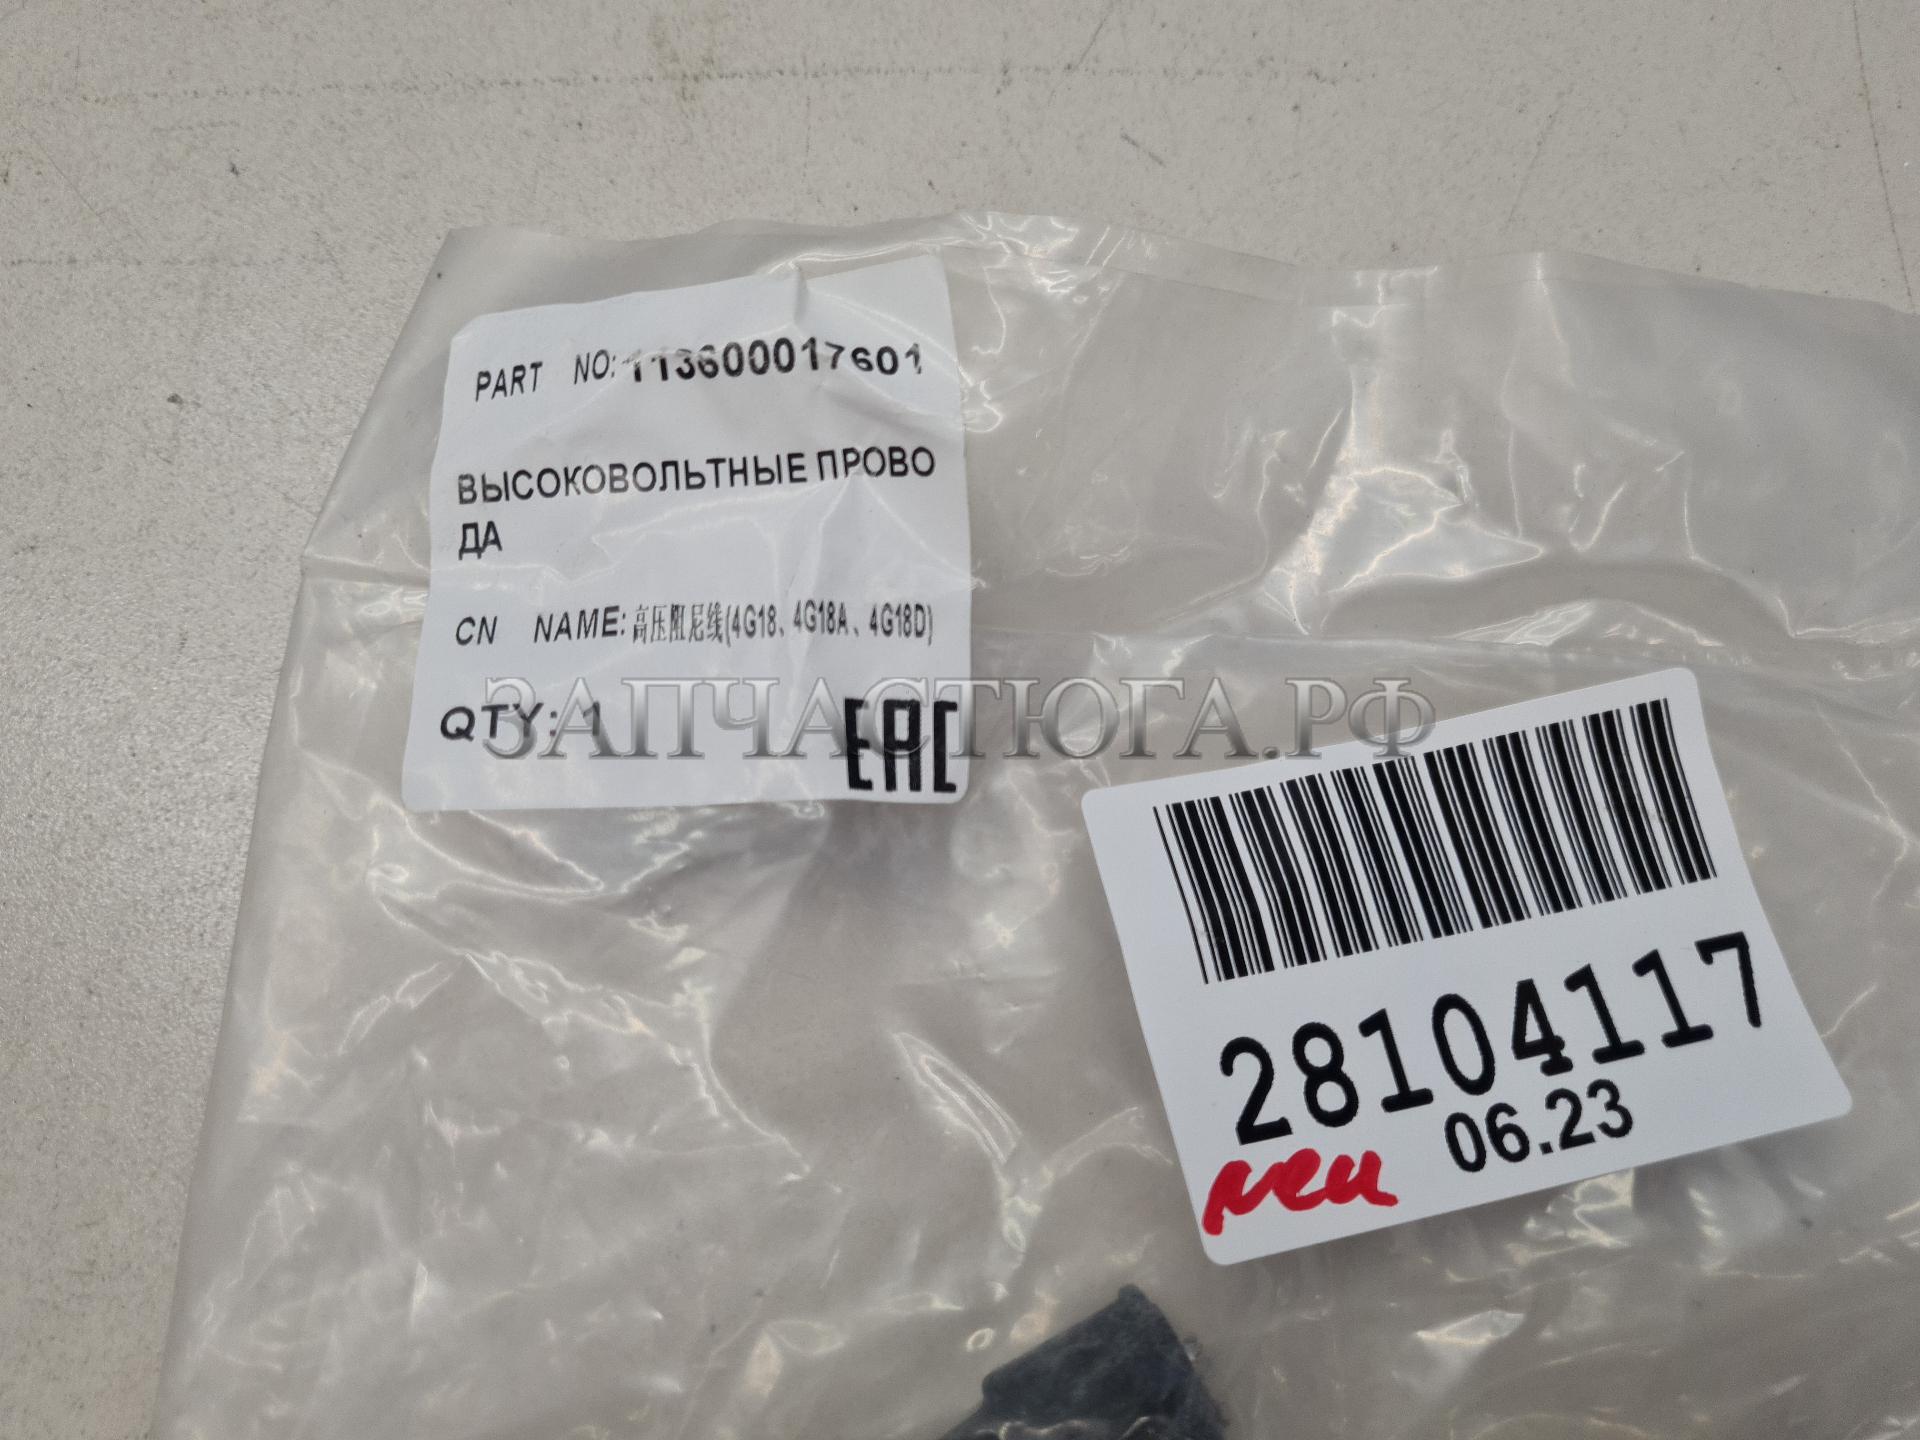 PART NO: 113600017601
ВЫСОКОВОЛЬТНЫЕ ПРОВО
ДА
CN NAME: 高压阻尼线(4G18、4G18A、4G18D)
QTY: 1
EAC
ЗАПЧАСТЮГА.РФ
28104117
06.23